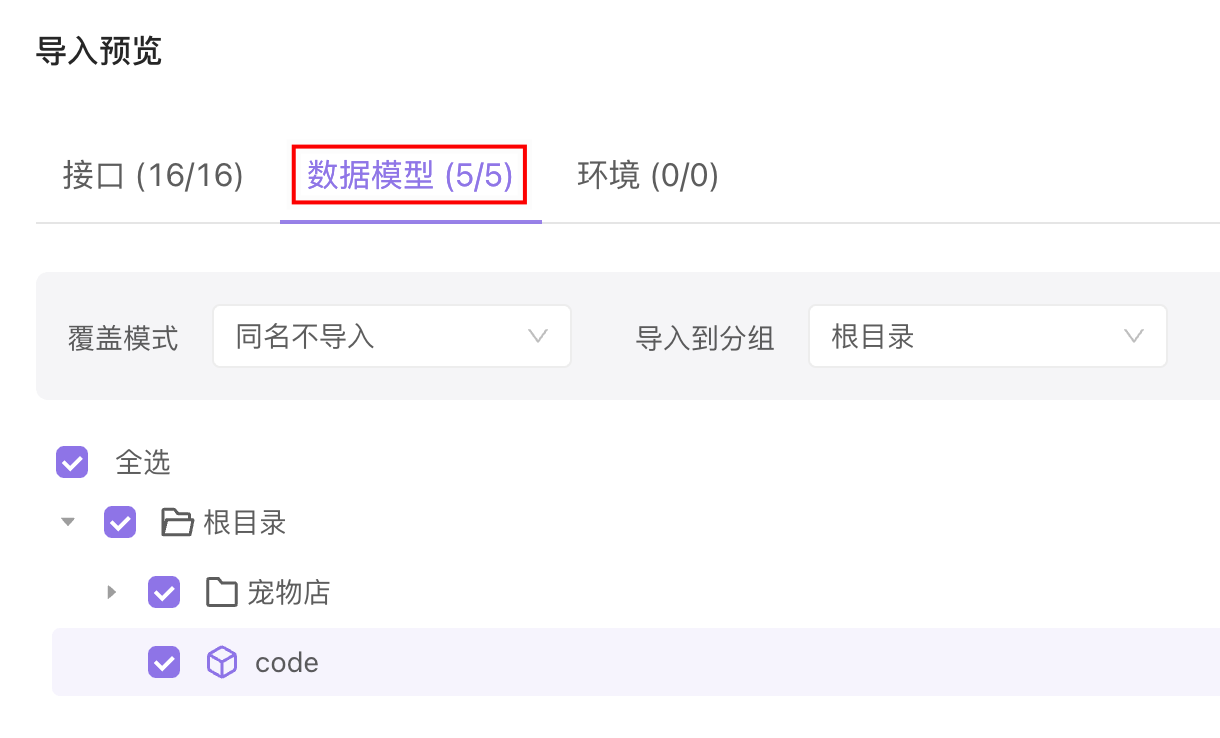 导入预览
接口 (16/16) 数据模型 (5/5) 环境 (0/0)
覆盖模式 同名不导入 导入到分组 根目录
全选
根目录
宠物店
code